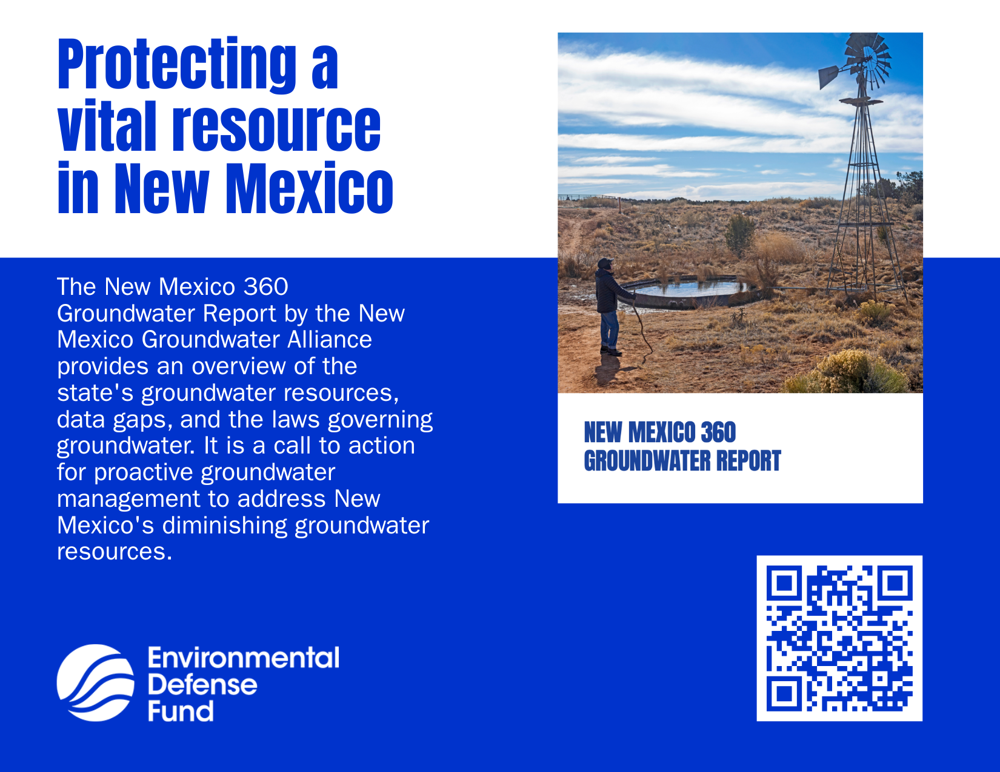 Protecting a
vital resource
in New Mexico
The New Mexico 360
Groundwater Report by the New
Mexico Groundwater Alliance
provides an overview of the
state's groundwater resources,
data gaps, and the laws governing
groundwater. It is a call to action
for proactive groundwater
management to address New
Mexico's diminishing groundwater
resources.
NEW MEXICO 360
GROUNDWATER REPORT
Environmental
Defense
Fund